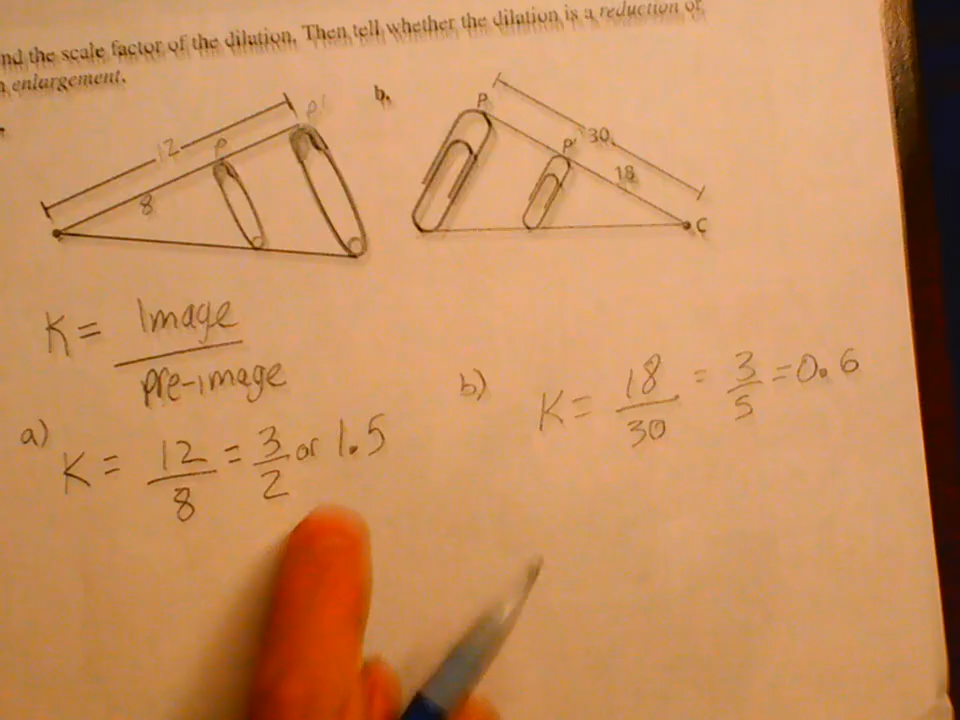 nd the scale factor of the dilation. Then tell whether the dilation is a reduction or
enlargement.
b.
12
P
P'
8
P
30
P'
18
C
K = Image
pre-image
a) K = 12/8 = 3/2 or 1.5
b) K = 18/30 = 3/5 = 0.6